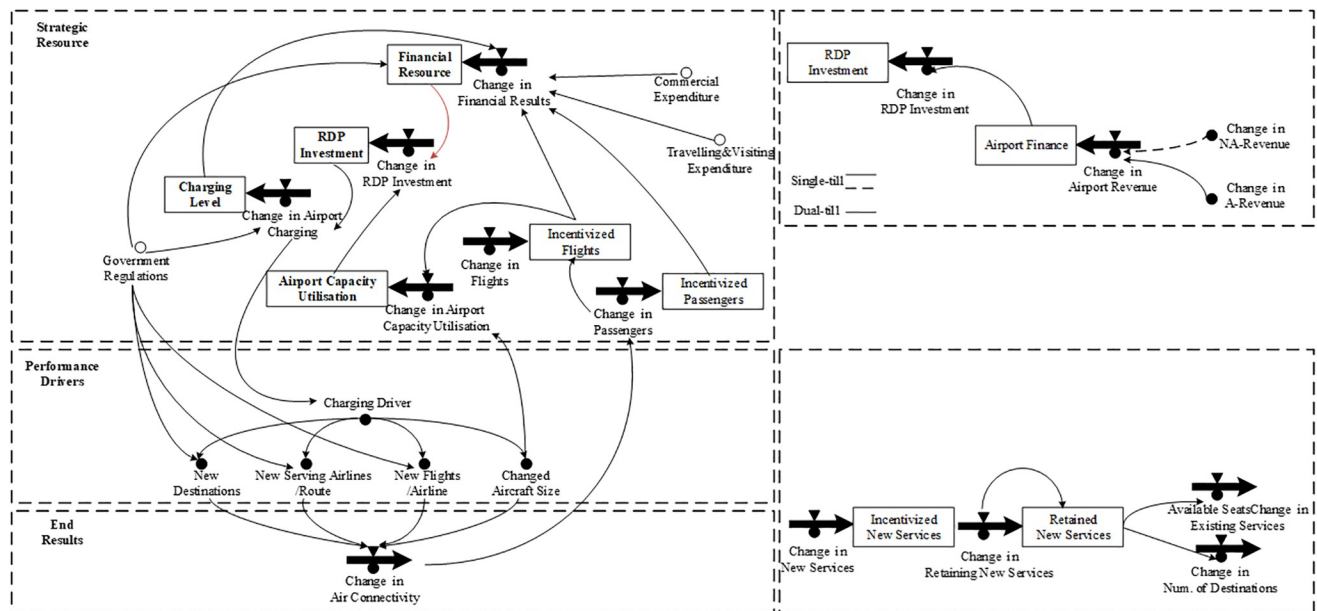 Strategic
Resource
Financial
Resource
Change in
Financial Results
Commercial
Expenditure
RDP
Investment
Change in
RDP Investment
Travelling&Visiting
Expenditure
Charging
Level
Change in Airport
Charging
Government
Regulations
Incentivized
Flights
Change in
Flights
Airport Capacity
Utilisation
Change in Airport
Capacity Utilisation
Incentivized
Passengers
Change in
Passengers
Performance
Drivers
Charging Driver
New
Destinations
New Serving Airlines
/Route
New Flights
/Airline
Changed
Aircraft Size
End
Results
Change in
Air Connectivity
RDP
Investment
Change in
RDP Investment
Airport Finance
Change in
Airport Revenue
Change in
NA-Revenue
Change in
A-Revenue
Single-till
Dual-till
Change in
New Services
Incentivized
New Services
Change in
Retaining New Services
Retained
New Services
Available SeatsChange in
Existing Services
Change in
Num. of Destinations